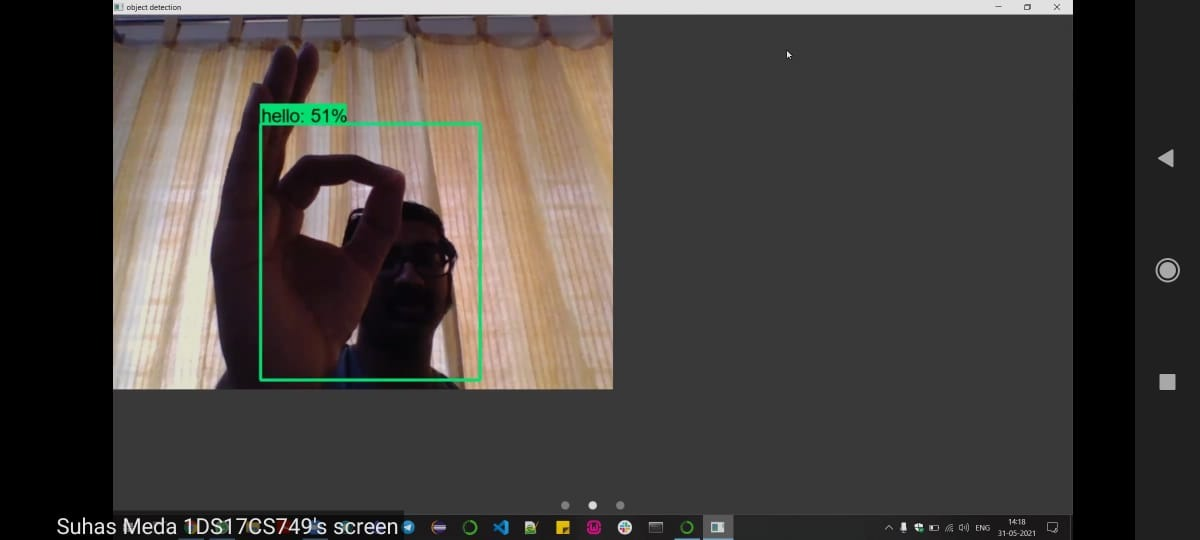 object detection
hello: 51%
Suhas Meda 1DS17CS749's screen
ENG
14:18
31-05-2021